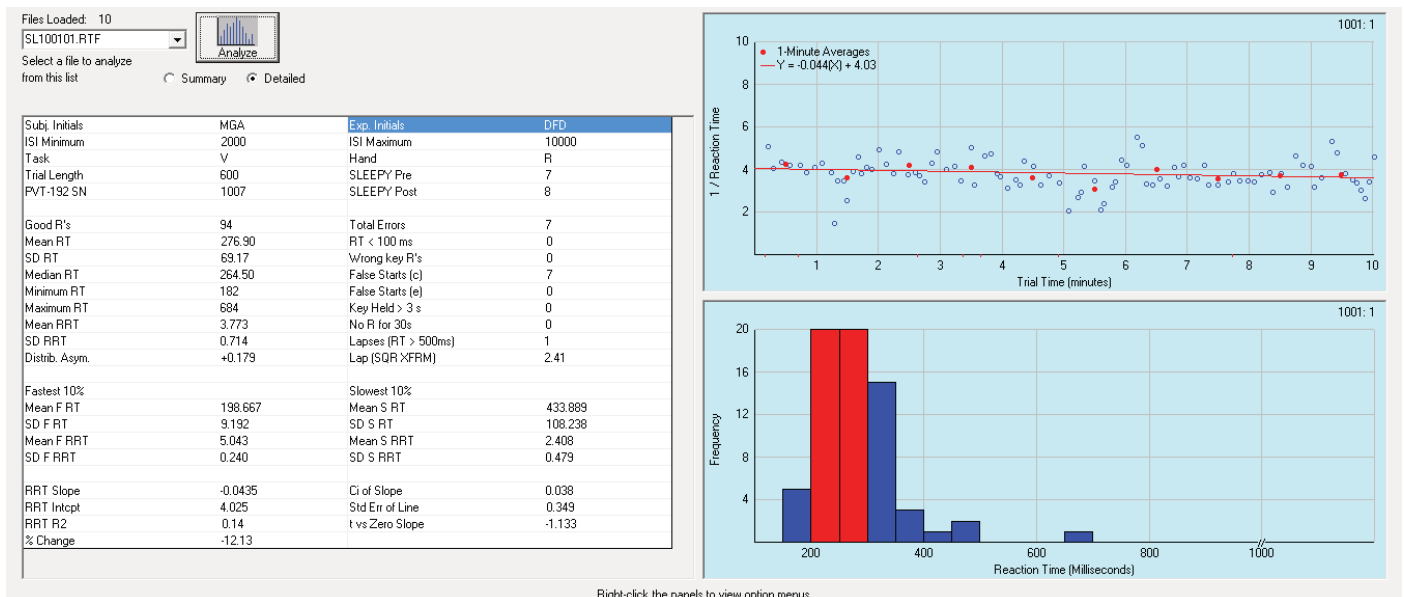 Files Loaded: 10
SL100101.RTF
Analyze
Select a file to analyze
from this list
Summary Detailed
Subj. Initials MGA Exp. Initials DFD
ISI Minimum 2000 ISI Maximum 10000
Task V Hand R
Trial Length 600 SLEEPY Pre 7
PVT-192 SN 1007 SLEEPY Post 8
Good R's 94 Total Errors 7
Mean RT 276.90 RT < 100 ms 0
SD RT 69.17 Wrong key R's 0
Median RT 264.50 False Starts (c) 7
Minimum RT 182 False Starts (e) 0
Maximum RT 684 Key Held > 3 s 0
Mean RRT 3.773 No R for 30s 0
SD RRT 0.714 Lapses (RT > 500ms) 1
Distrib. Asym. +0.179 Lap (SQR XFRM) 2.41
Fastest 10% Slowest 10%
Mean F RT 198.667 Mean S RT 433.889
SD F RT 9.192 SD S RT 108.238
Mean F RRT 5.043 Mean S RRT 2.408
SD F RRT 0.240 SD S RRT 0.479
RRT Slope -0.0435 Ci of Slope 0.038
RRT Intcpt 4.025 Std Err of Line 0.349
RRT R2 0.14 t vs Zero Slope -1.133
% Change -12.13
1001: 1
1-Minute Averages
Y = -0.044(X) + 4.03
1 / Reaction Time
10
8
6
4
2
1 2 3 4 5 6 7 8 9 10
Trial Time (minutes)
1001: 1
Frequency
20
16
12
8
4
200 400 600 800 1000
Reaction Time (Milliseconds)
Right-click the panels to view option menus